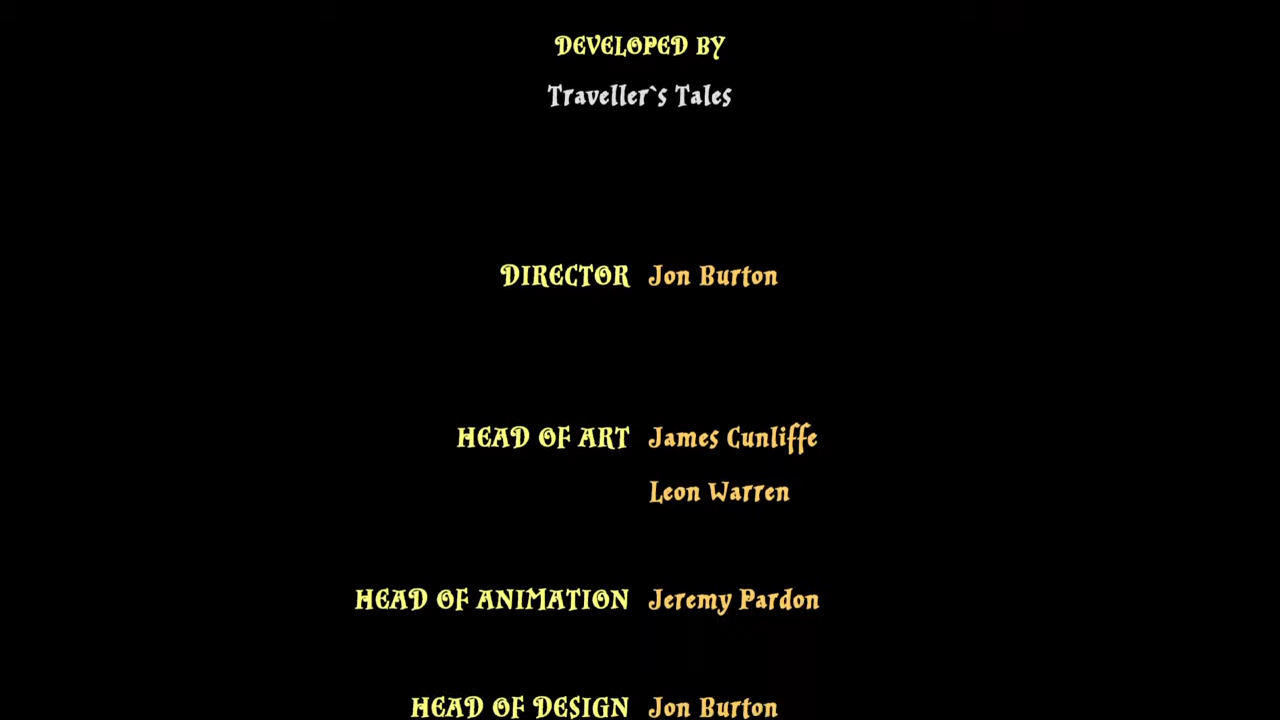 DEVELOPED BY
Traveller`s Tales
DIRECTOR Jon Burton
HEAD OF ART James Cunliffe
Leon Warren
HEAD OF ANIMATION Jeremy Pardon
HEAD OF DESIGN Jon Burton